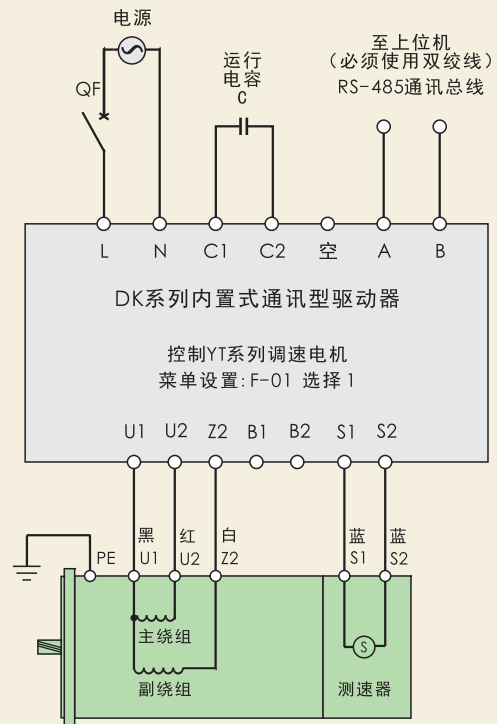 电源
QF
运行
电容
C
至上位机
(必须使用双绞线)
RS-485通讯总线
L N C1 C2 空 A B
DK系列内置式通讯型驱动器
控制YT系列调速电机
菜单设置:F-01 选择1
U1 U2 Z2 B1 B2 S1 S2
黑 红 白 蓝 蓝
PE U1 U2 Z2 S1 S2
主绕组
S
副绕组
测速器